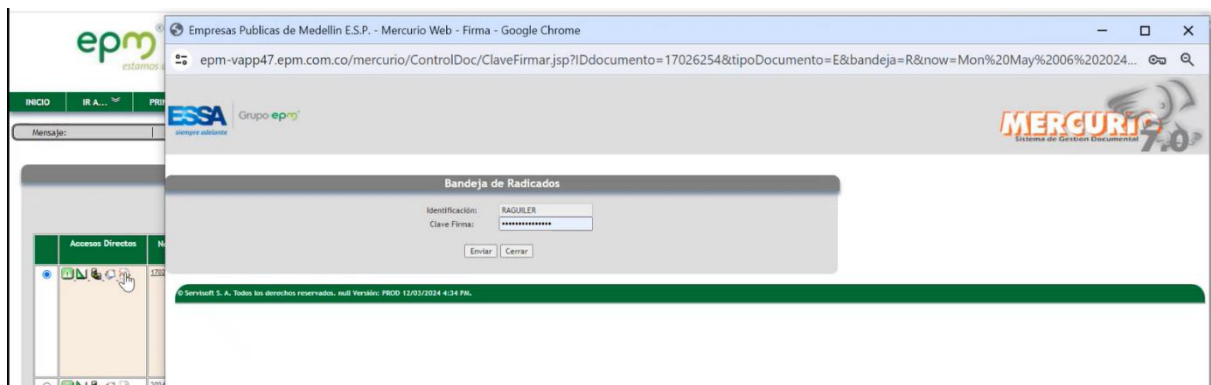 epm®
estamos
INICIO IR A... PRI
Mensaje:
Accesos Directos
Empresas Publicas de Medellin E.S.P. - Mercurio Web - Firma - Google Chrome
epm-vapp47.epm.com.co/mercurio/ControlDoc/ClaveFirmar.jsp?IDdocumento=17026254&tipoDocumento=E&bandeja=R&now=Mon%20May%2006%202024...
ESSA Grupo epm®
siempre adelante
MERCURIO 7.0
Sistema de Gestion Documental
Bandeja de Radicados
Identificación: RAGUILER
Clave Firma: •••••••••••••••
Enviar Cerrar
© Servisoft S. A. Todos los derechos reservados. null Versión: PROD 12/03/2024 4:34 PM.